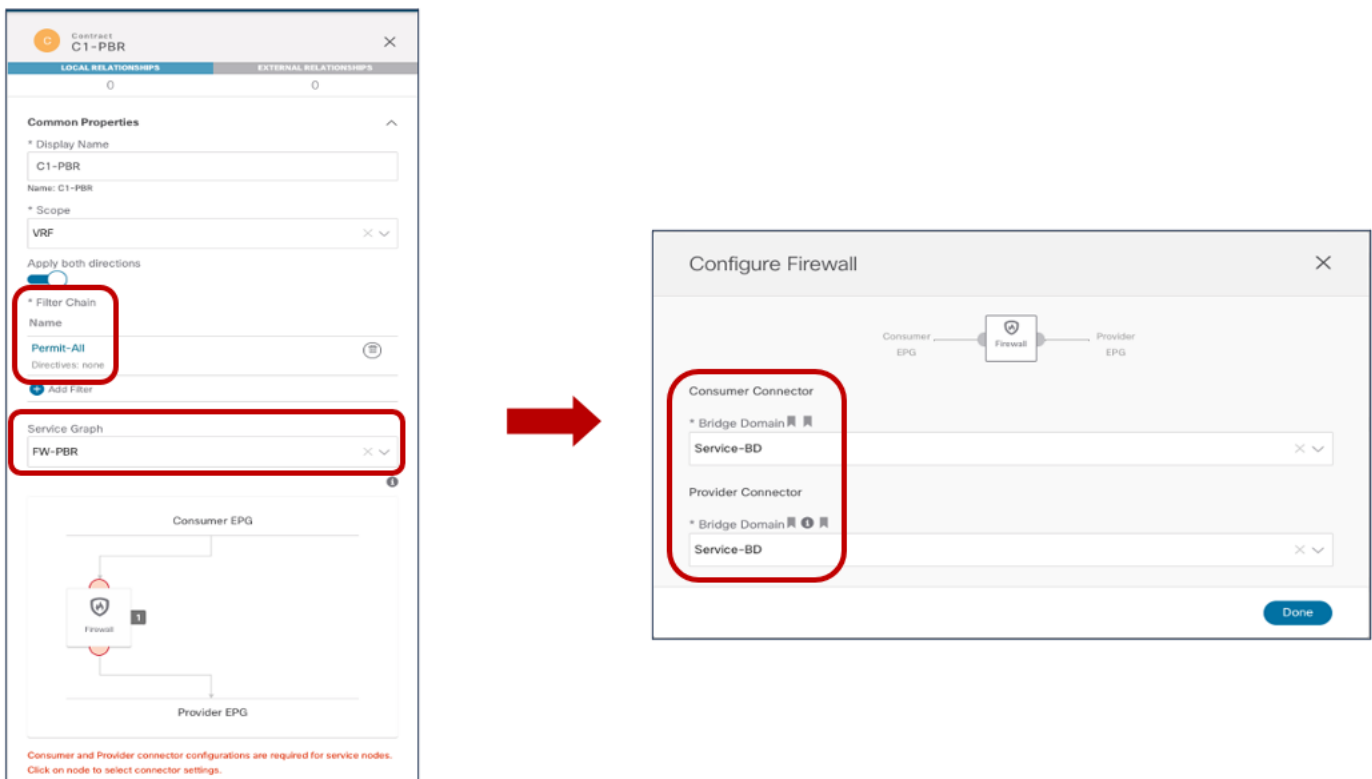 C
Contract
C1-PBR
LOCAL RELATIONSHIPS
EXTERNAL RELATIONSHIPS
0
0
Common Properties
* Display Name
C1-PBR
Name: C1-PBR
* Scope
VRF
Apply both directions
* Filter Chain
Name
Permit-All
Directives: none
Add Filter
Service Graph
FW-PBR
Consumer EPG
Firewall
1
Provider EPG
Consumer and Provider connector configurations are required for service nodes.
Click on node to select connector settings.
Configure Firewall
Consumer
EPG
Firewall
Provider
EPG
Consumer Connector
* Bridge Domain
Service-BD
Provider Connector
* Bridge Domain
Service-BD
Done